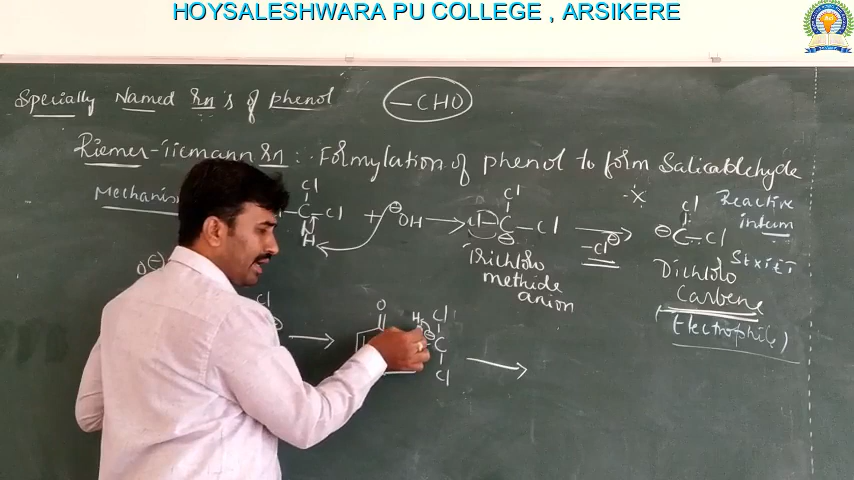 HOYSALESHWARA PU COLLEGE , ARSIKERE
Specially Named Rn's of phenol
—CHO
Riemer-Tiemann Rn : Formylation of phenol to form Salicaldehyde
Mechanis
Cl
C—Cl + ⊖OH → Cl—C—Cl
H
Cl
⊖
-Cl⊖
-X
Cl
⊖C—Cl
Reactive
interm
Trichloro
methide
anion
Dichloro
Carbene
(Electrophile)
O⊖
Cl
→
O
H
Cl
⊖C
Cl
→